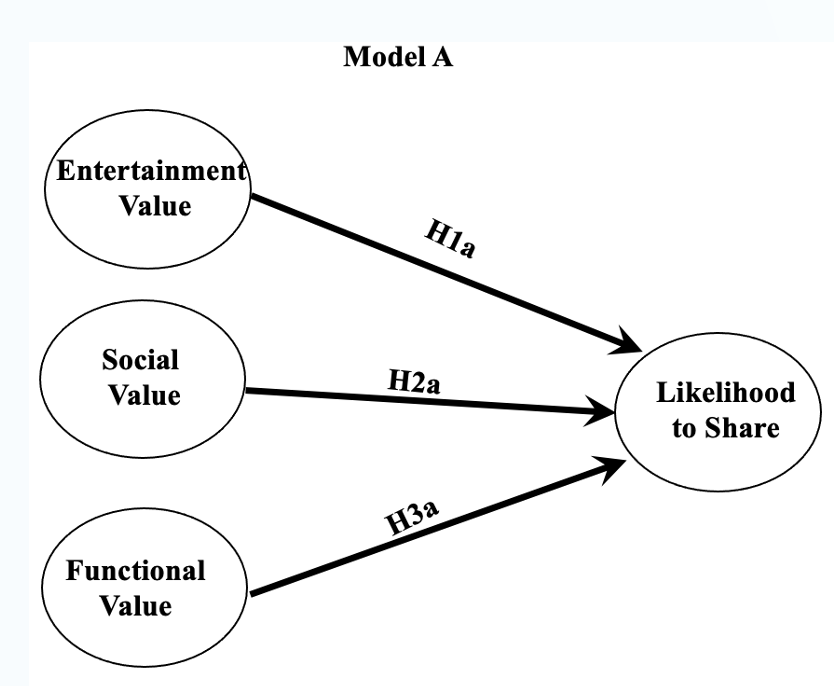 Model A
Entertainment
Value
H1a
Social
Value
H2a
Likelihood
to Share
H3a
Functional
Value